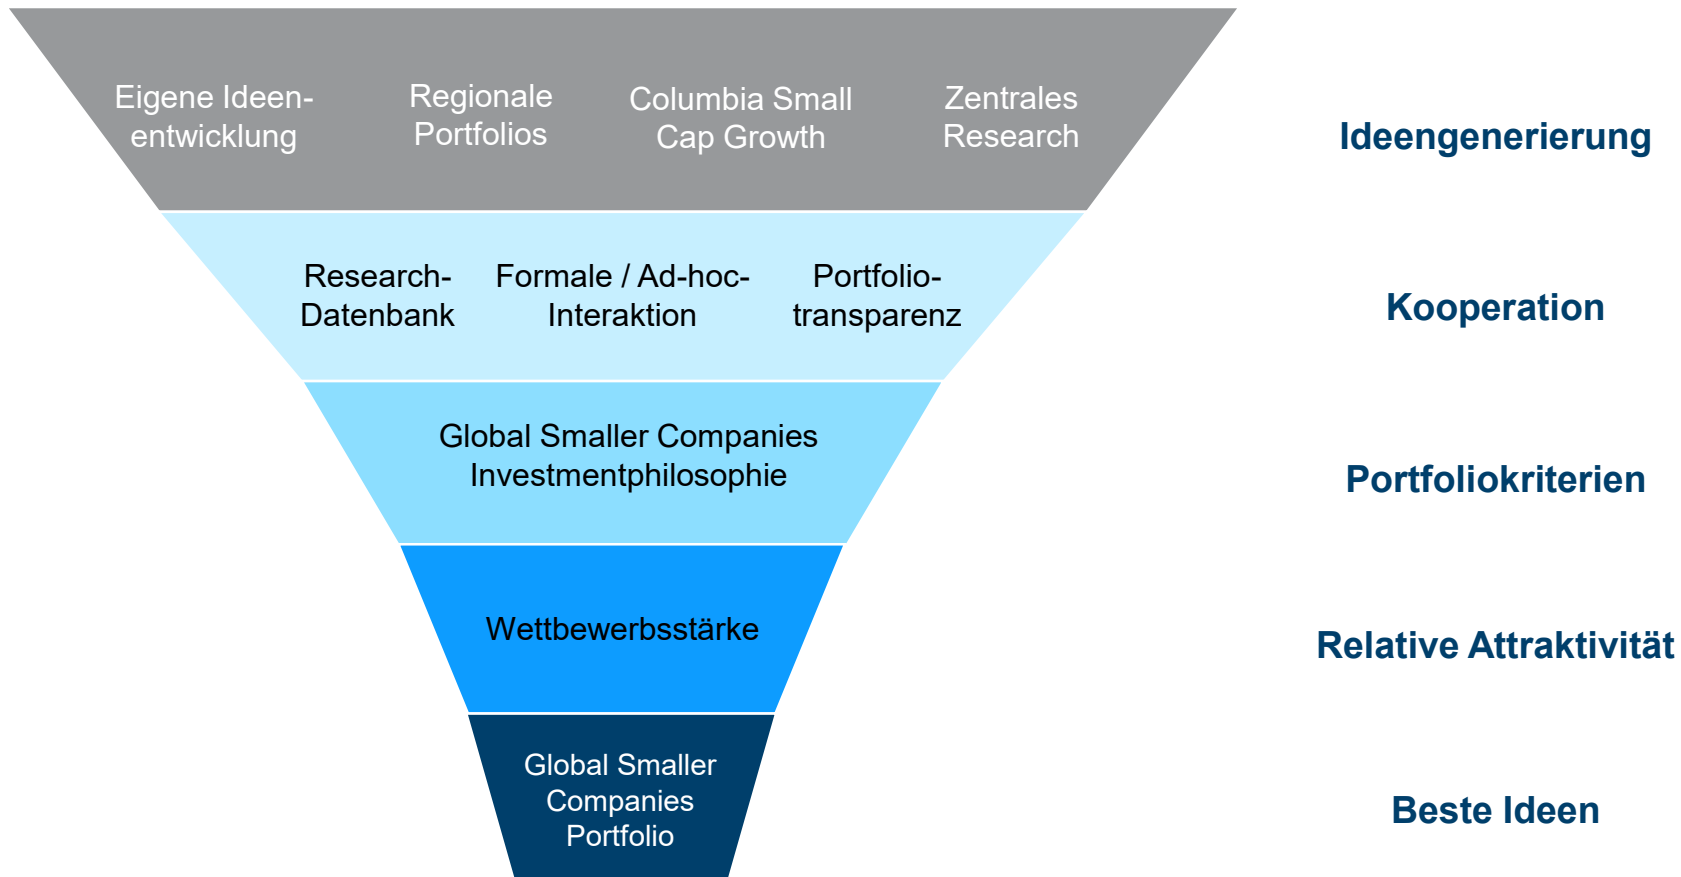 Eigene Ideen-
entwicklung
Regionale
Portfolios
Columbia Small
Cap Growth
Zentrales
Research
Ideengenerierung
Research-
Datenbank
Formale / Ad-hoc-
Interaktion
Portfolio-
transparenz
Kooperation
Global Smaller Companies
Investmentphilosophie
Portfoliokriterien
Wettbewerbsstärke
Relative Attraktivität
Global Smaller
Companies
Portfolio
Beste Ideen